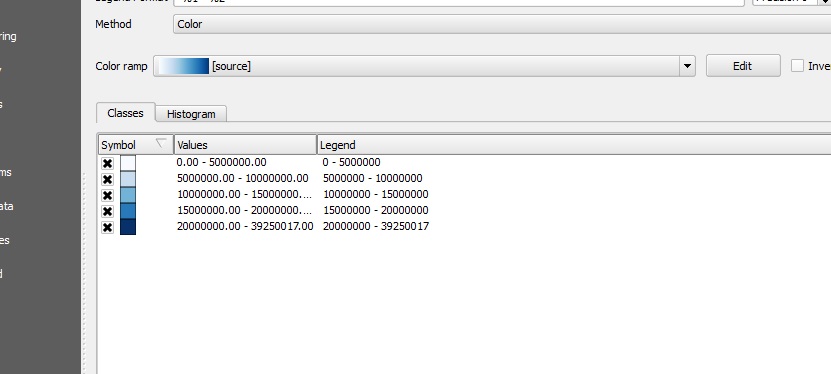 Method Color
ring
Color ramp [source] Edit Inver
Classes Histogram
Symbol Values Legend
0.00 - 5000000.00 0 - 5000000
5000000.00 - 10000000.00 5000000 - 10000000
ms
10000000.00 - 15000000.... 10000000 - 15000000
ata
15000000.00 - 20000000.... 15000000 - 20000000
20000000.00 - 39250017.00 20000000 - 39250017
es